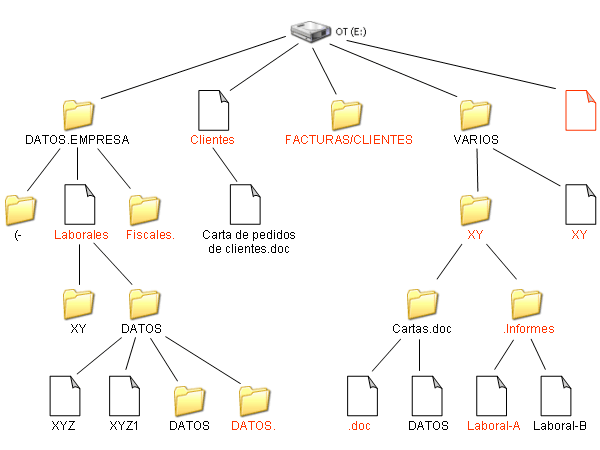 OT (E:)
DATOS.EMPRESA
Clientes
FACTURAS/CLIENTES
VARIOS
(-
Laborales
Fiscales.
Carta de pedidos
de clientes.doc
XY
XY
XY
DATOS
Cartas.doc
.Informes
XYZ
XYZ1
DATOS
DATOS.
.doc
DATOS
Laboral-A
Laboral-B